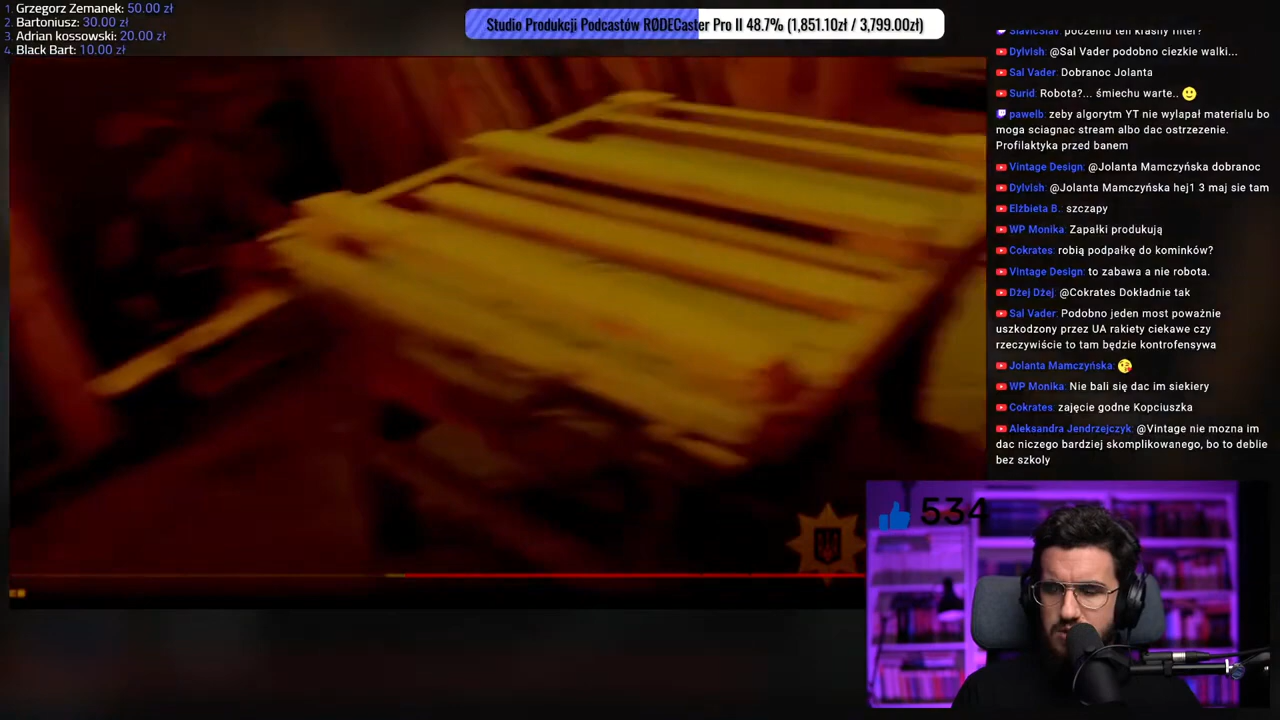 1. Grzegorz Zemanek: 50.00 zł
2. Bartoniusz: 30.00 zł
3. Adrian kossowski: 20.00 zł
4. Black Bart: 10.00 zł
Studio Produkcji Podcastów RØDECaster Pro II 48.7% (1,851.10zł / 3,799.00zł)
SlavicSlav: poczemu ten krasny filter?
Dylvish: @Sal Vader podobno ciezkie walki...
Sal Vader: Dobranoc Jolanta
Surid: Robota?... śmiechu warte.. 🙂
pawelb: zeby algorytm YT nie wylapał materialu bo
moga sciagnac stream albo dac ostrzezenie.
Profilaktyka przed banem
Vintage Design: @Jolanta Mamczyńska dobranoc
Dylvish: @Jolanta Mamczyńska hej1 3 maj sie tam
Elżbieta B.: szczapy
WP Monika: Zapałki produkują
Cokrates: robią podpałkę do kominków?
Vintage Design: to zabawa a nie robota.
Dżej Dżej: @Cokrates Dokładnie tak
Sal Vader: Podobno jeden most poważnie
uszkodzony przez UA rakiety ciekawe czy
rzeczywiście to tam będzie kontrofensywa
Jolanta Mamczyńska: 😘
WP Monika: Nie bali się dac im siekiery
Cokrates: zajęcie godne Kopciuszka
Aleksandra Jendrzejczyk: @Vintage nie mozna im
dac niczego bardziej skomplikowanego, bo to deblie
bez szkoly
534